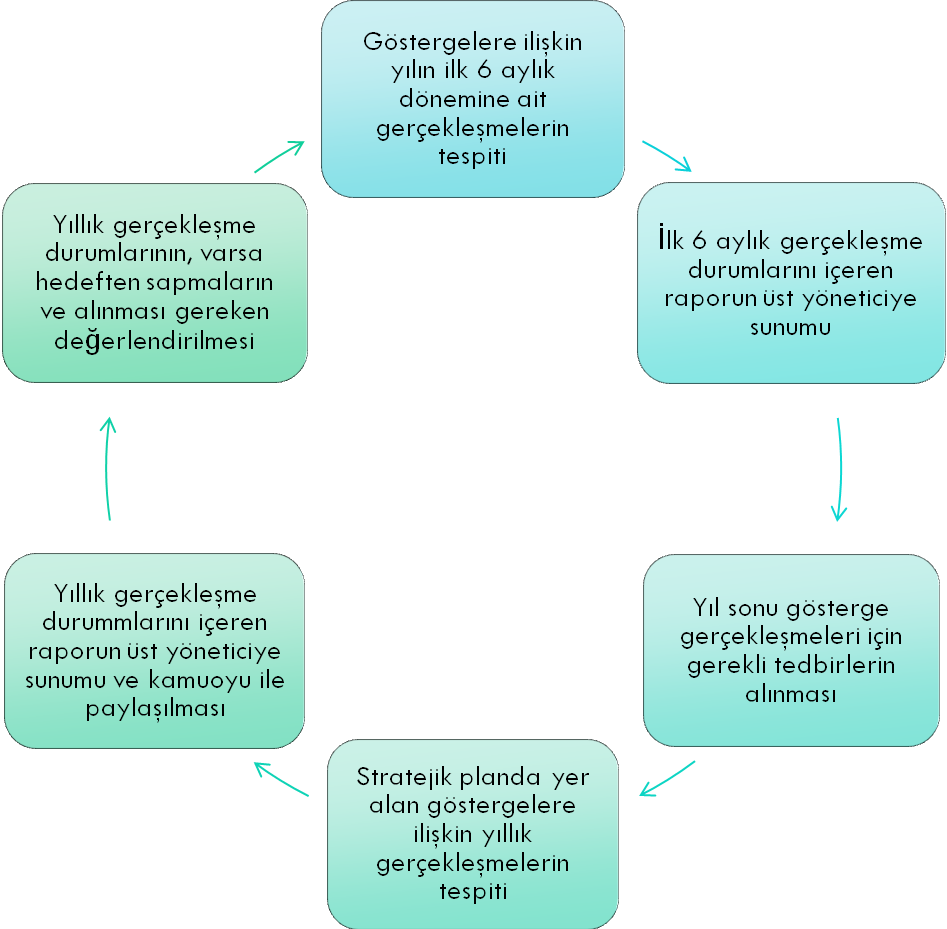 Göstergelere ilişkin
yılın ilk 6 aylık
dönemine ait
gerçekleşmelerin
tespiti
İlk 6 aylık gerçekleşme
durumlarını içeren
raporun üst yöneticiye
sunumu
Yıl sonu gösterge
gerçekleşmeleri için
gerekli tedbirlerin
alınması
Stratejik planda yer
alan göstergelere
ilişkin yıllık
gerçekleşmelerin
tespiti
Yıllık gerçekleşme
durummlarını içeren
raporun üst yöneticiye
sunumu ve kamuoyu ile
paylaşılması
Yıllık gerçekleşme
durumlarının, varsa
hedeften sapmaların
ve alınması gereken
değerlendirilmesi